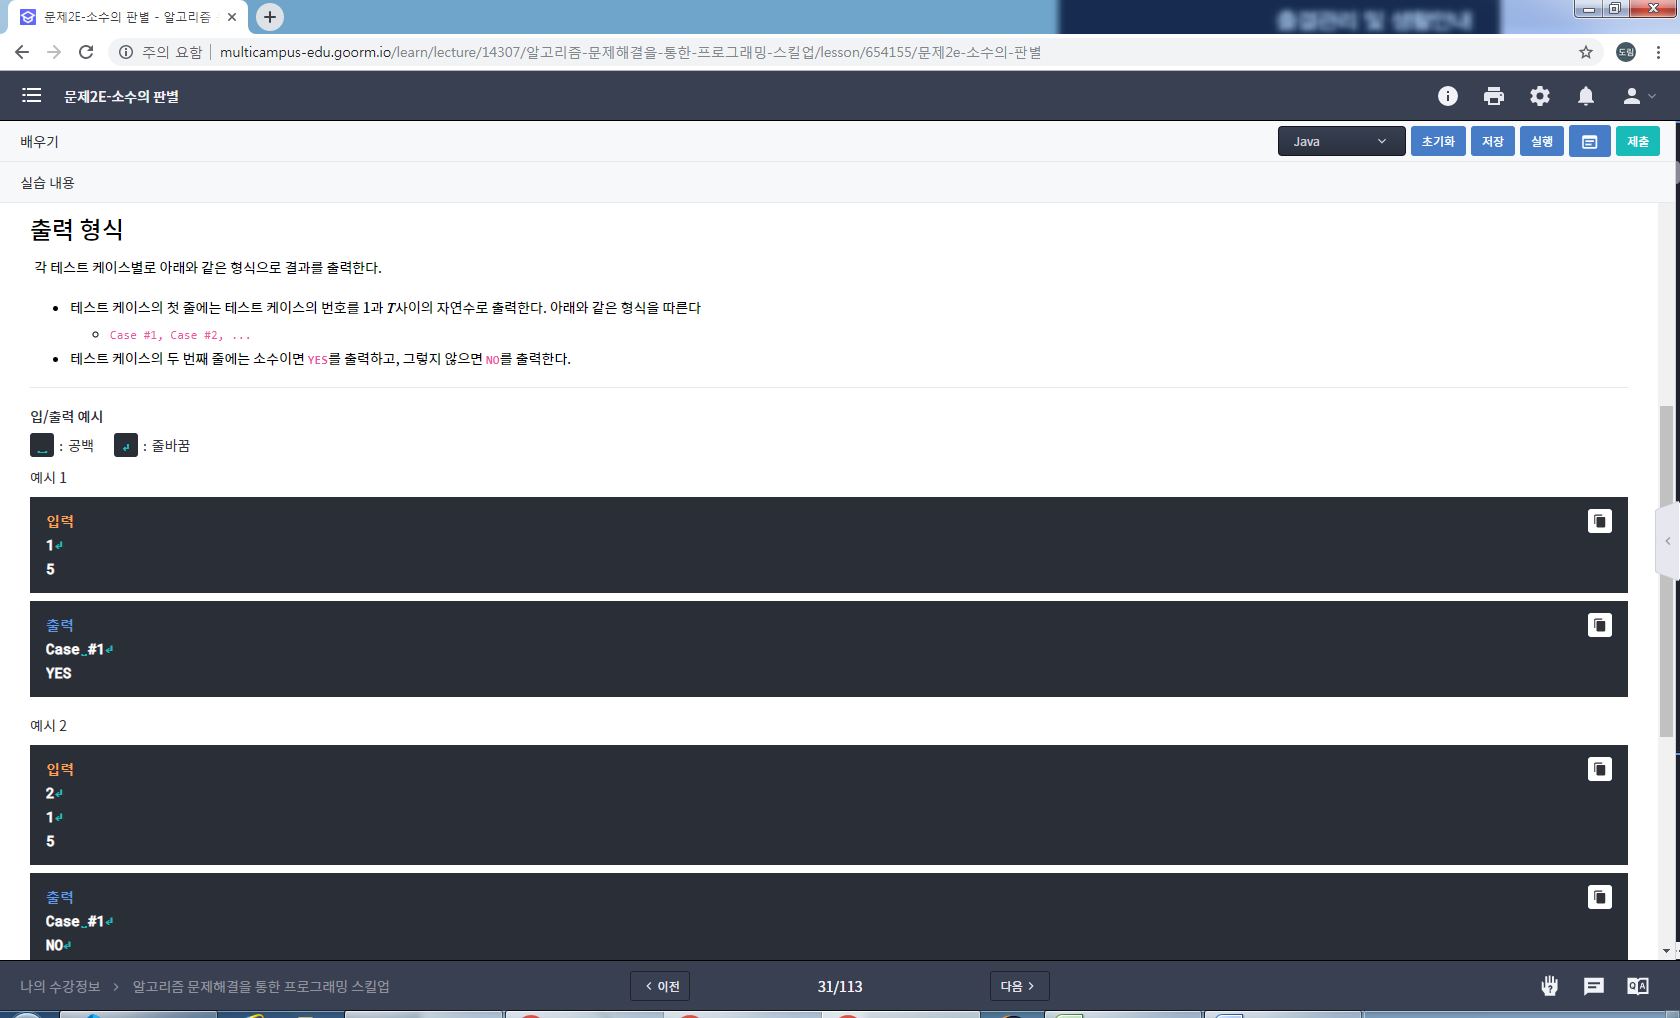 문제2E-소수의 판별 - 알고리즘
출결관리 및 생활안내
주의 요함 multicampus-edu.goorm.io/learn/lecture/14307/알고리즘-문제해결을-통한-프로그래밍-스킬업/lesson/654155/문제2e-소수의-판별
도림
문제2E-소수의 판별
배우기
Java 초기화 저장 실행 제출
실습 내용
출력 형식
각 테스트 케이스별로 아래와 같은 형식으로 결과를 출력한다.
• 테스트 케이스의 첫 줄에는 테스트 케이스의 번호를 1과 T사이의 자연수로 출력한다. 아래와 같은 형식을 따른다
Case #1, Case #2, ...
• 테스트 케이스의 두 번째 줄에는 소수이면 YES를 출력하고, 그렇지 않으면 NO를 출력한다.
입/출력 예시
: 공백 : 줄바꿈
예시 1
입력
1↲
5
출력
Case #1↲
YES
예시 2
입력
2↲
1↲
5
출력
Case #1↲
NO↲
나의 수강정보 > 알고리즘 문제해결을 통한 프로그래밍 스킬업
< 이전 31/113 다음 >
Q A